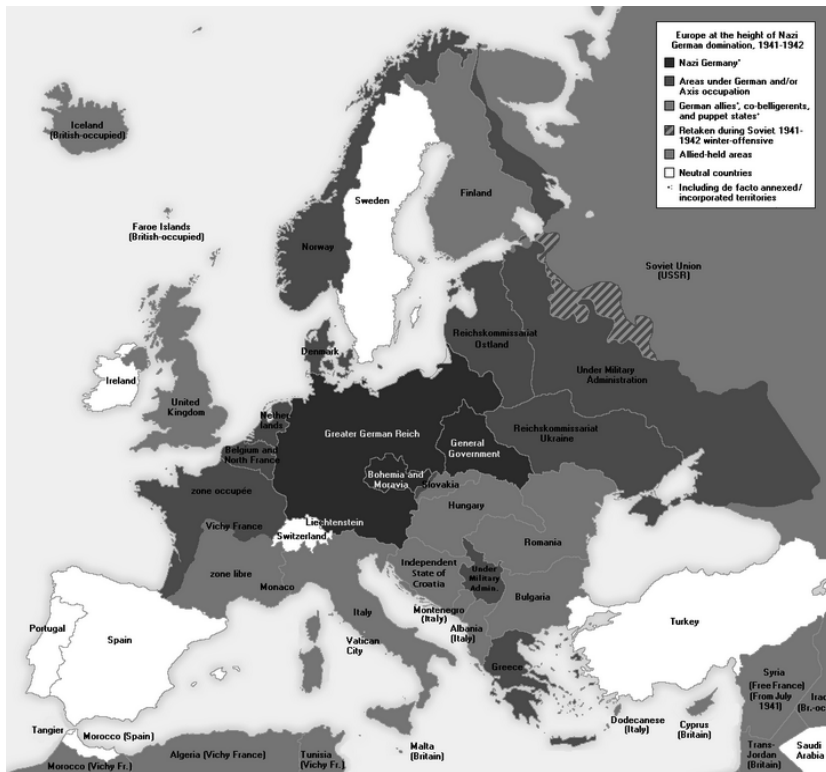 Europe at the height of Nazi
German domination, 1941-1942
Nazi Germany*
Areas under German and/or
Axis occupation
German allies*, co-belligerents,
and puppet states*
Retaken during Soviet 1941-
1942 winter-offensive
Allied-held areas
Neutral countries
*: Including de facto annexed/
incorporated territories
Iceland
(British-occupied)
Faroe Islands
(British-occupied)
Sweden
Finland
Norway
Soviet Union
(USSR)
Reichskommissariat
Ostland
Denmark
Under Military
Administration
Ireland
United
Kingdom
Nether-
lands
Greater German Reich
General
Government
Reichskommissariat
Ukraine
Belgium and
North France
Bohemia and
Moravia
Slovakia
zone occupée
Hungary
Vichy France
Liechtenstein
Switzerland
Romania
zone libre
Independent
State of
Croatia
Under
Military
Admin.
Monaco
Bulgaria
Italy
Montenegro
(Italy)
Portugal
Spain
Turkey
Albania
(Italy)
Vatican
City
Greece
Syria
(Free France)
(From July
1941)
Iraq
(Br.-oc
Tangier
Morocco (Spain)
Dodecanese
(Italy)
Cyprus
(Britain)
Malta
(Britain)
Algeria (Vichy France)
Tunisia
(Vichy Fr.)
Morocco (Vichy Fr.)
Trans-
Jordan
(Britain)
Saudi
Arabia